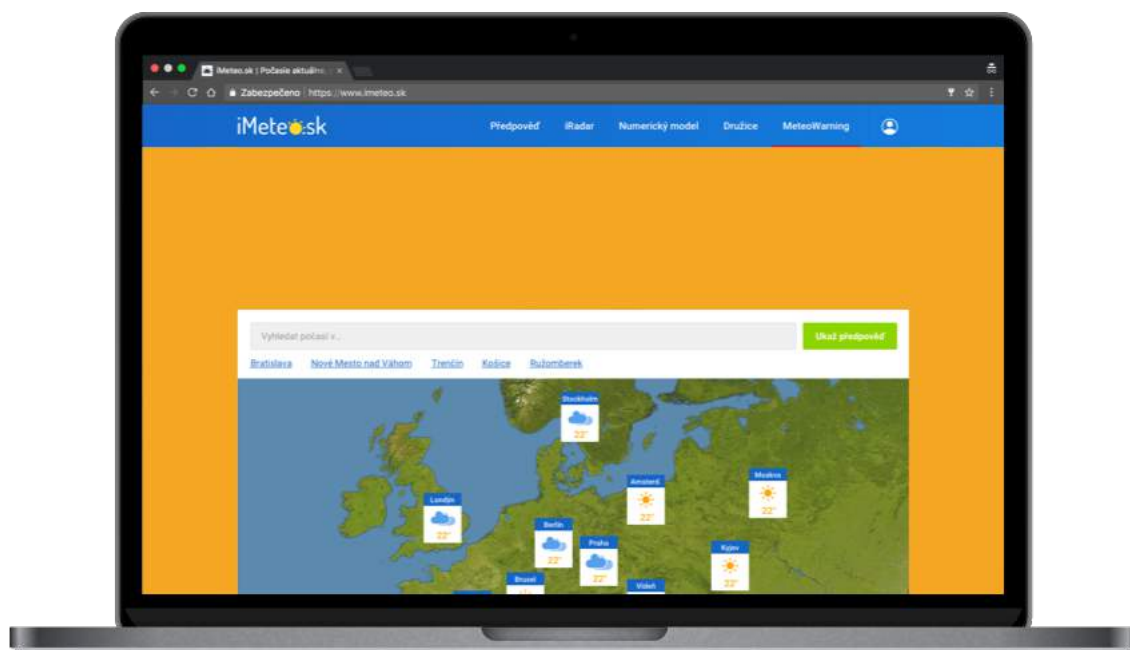 iMeteo.sk | Počasie aktuálne,
Zabezpečeno https://www.imeteo.sk
iMeteo.sk Předpověď iRadar Numerický model Družice MeteoWarning
Vyhledat počasí v... Ukaž předpověď
Bratislava Nové Mesto nad Váhom Trenčín Košice Ružomberek
Stockholm
22°
Amsterd
22°
Moskva
22°
Londýn
22°
Berlín
22°
Praha
22°
Kyjev
22°
Brusel
Vídeň